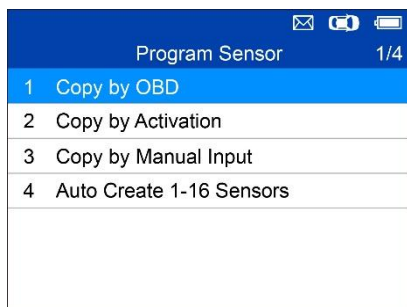 Program Sensor 1/4
1 Copy by OBD
2 Copy by Activation
3 Copy by Manual Input
4 Auto Create 1-16 Sensors